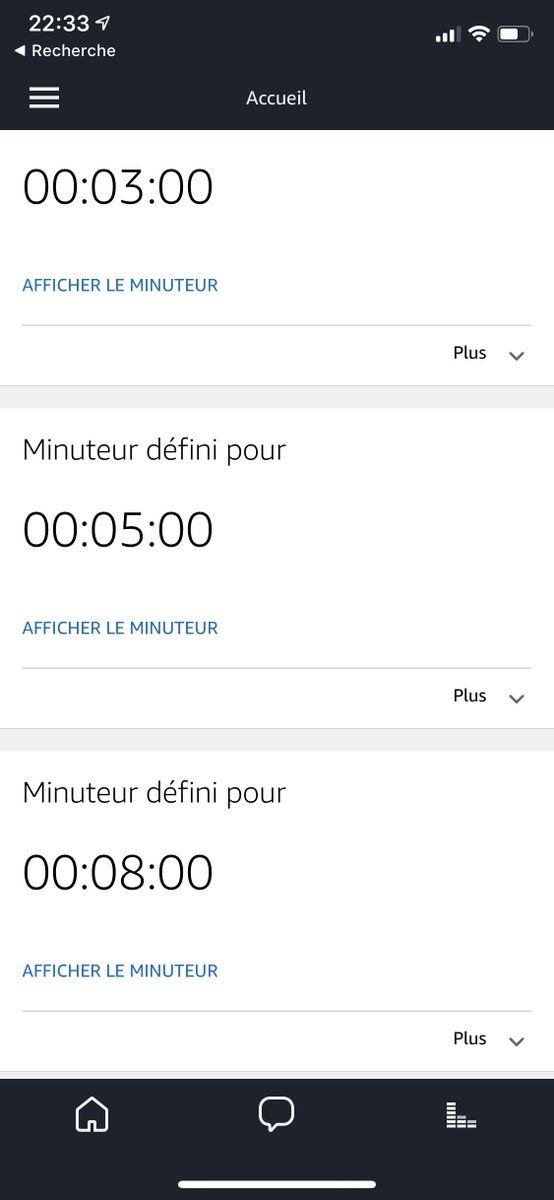 22:33
Recherche
Accueil
00:03:00
AFFICHER LE MINUTEUR
Plus
Minuteur défini pour
00:05:00
AFFICHER LE MINUTEUR
Plus
Minuteur défini pour
00:08:00
AFFICHER LE MINUTEUR
Plus